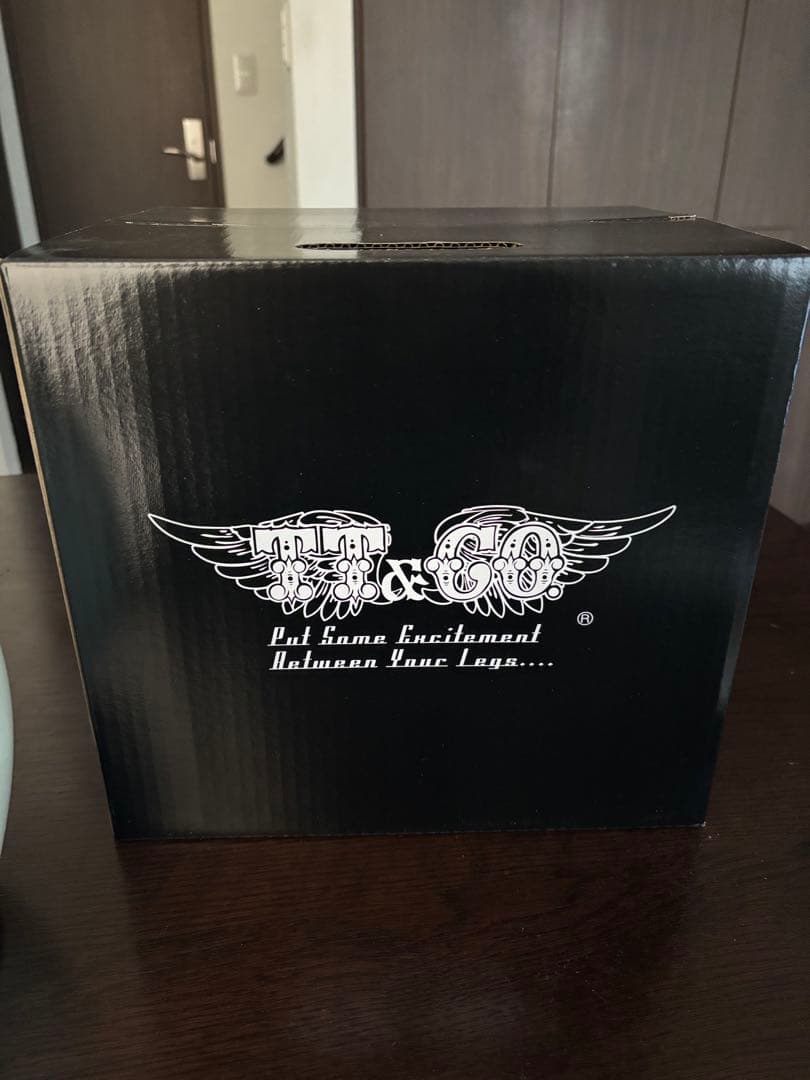 TT&CO.
®
Put Some Excitement
Between Your Legs....